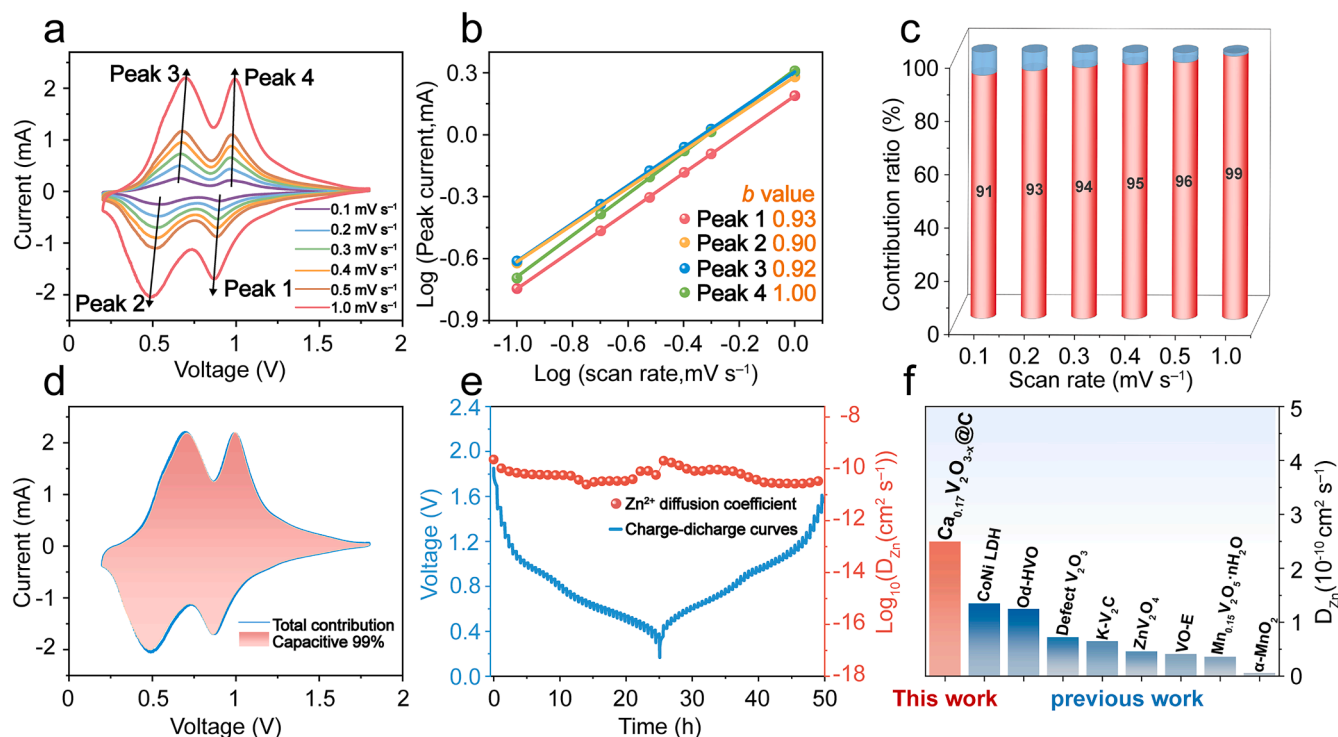 a
Peak 3
Peak 4
Peak 2
Peak 1
0.1 mV s⁻¹
0.2 mV s⁻¹
0.3 mV s⁻¹
0.4 mV s⁻¹
0.5 mV s⁻¹
1.0 mV s⁻¹
Current (mA)
2
1
0
1
2
0
0.5
1
1.5
2
Voltage (V)
b
Log (Peak current,mA)
0.3
0.0
-0.3
-0.6
-0.9
b value
Peak 1 0.93
Peak 2 0.90
Peak 3 0.92
Peak 4 1.00
-1.0 -0.8 -0.6 -0.4 -0.2 0.0
Log (scan rate,mV s⁻¹)
c
Contribution ratio (%)
100
80
60
40
20
0
91 93 94 95 96 99
0.1 0.2 0.3 0.4 0.5 1.0
Scan rate (mV s⁻¹)
d
Current (mA)
2
1
0
-1
-2
Total contribution
Capacitive 99%
0 0.5 1 1.5 2
Voltage (V)
e
Voltage (V)
2.4
2.0
1.6
1.2
0.8
0.4
0.0
Zn²⁺ diffusion coefficient
Charge-dicharge curves
-8
-10
-11
-13
-14
-16
-17
-18
Log₁₀(D_Zn(cm² s⁻¹))
0 10 20 30 40 50
Time (h)
f
Ca₀.₁₇V₂O₃₋ₓ@C
CoNi LDH
Od-HVO
Defect V₂O₃
K-V₂C
ZnV₂O₄
VO-E
Mn₀.₁₅V₂O₅·nH₂O
α-MnO₂
5
4
3
2
1
0
D_Zn(10⁻¹⁰ cm² s⁻¹)
This work
previous work